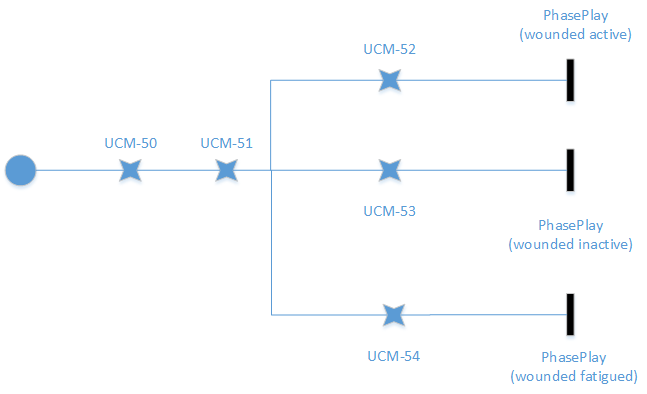 PhasePlay
(wounded active)
UCM-52
UCM-50
UCM-51
UCM-53
PhasePlay
(wounded inactive)
UCM-54
PhasePlay
(wounded fatigued)